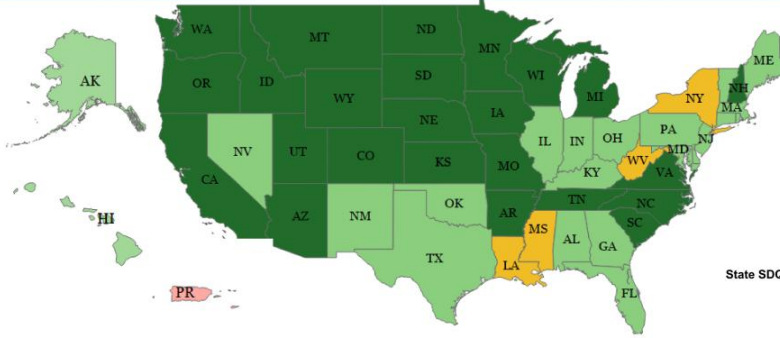 WA
MT
ND
MN
ME
AK
OR
ID
SD
WI
NH
WY
MI
NY
MA
NE
IA
PA
NV
IL
IN
OH
NJ
UT
CO
MD
WV
CA
KS
MO
VA
KY
OK
TN
NC
AZ
NM
AR
SC
HI
MS
AL
GA
TX
LA
State SDQ
PR
FL